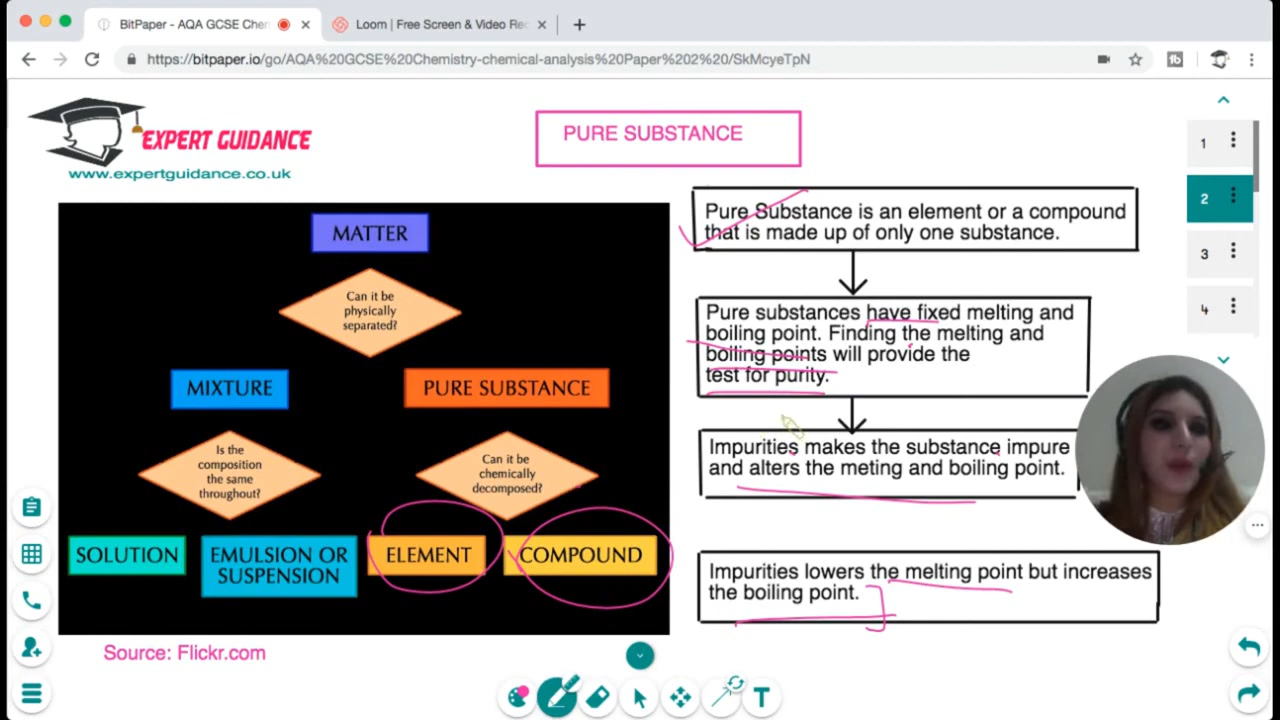 BitPaper - AQA GCSE Chem
Loom | Free Screen & Video Rec
https://bitpaper.io/go/AQA%20GCSE%20Chemistry-chemical-analysis%20Paper%202%20/SkMcyeTpN
EXPERT GUIDANCE
www.expertguidance.co.uk
PURE SUBSTANCE
MATTER
Can it be
physically
separated?
MIXTURE
PURE SUBSTANCE
Is the
composition
the same
throughout?
Can it be
chemically
decomposed?
SOLUTION
EMULSION OR
SUSPENSION
ELEMENT
COMPOUND
Source: Flickr.com
Pure Substance is an element or a compound
that is made up of only one substance.
Pure substances have fixed melting and
boiling point. Finding the melting and
boiling points will provide the
test for purity.
Impurities makes the substance impure
and alters the meting and boiling point.
Impurities lowers the melting point but increases
the boiling point.
1
2
3
4
T